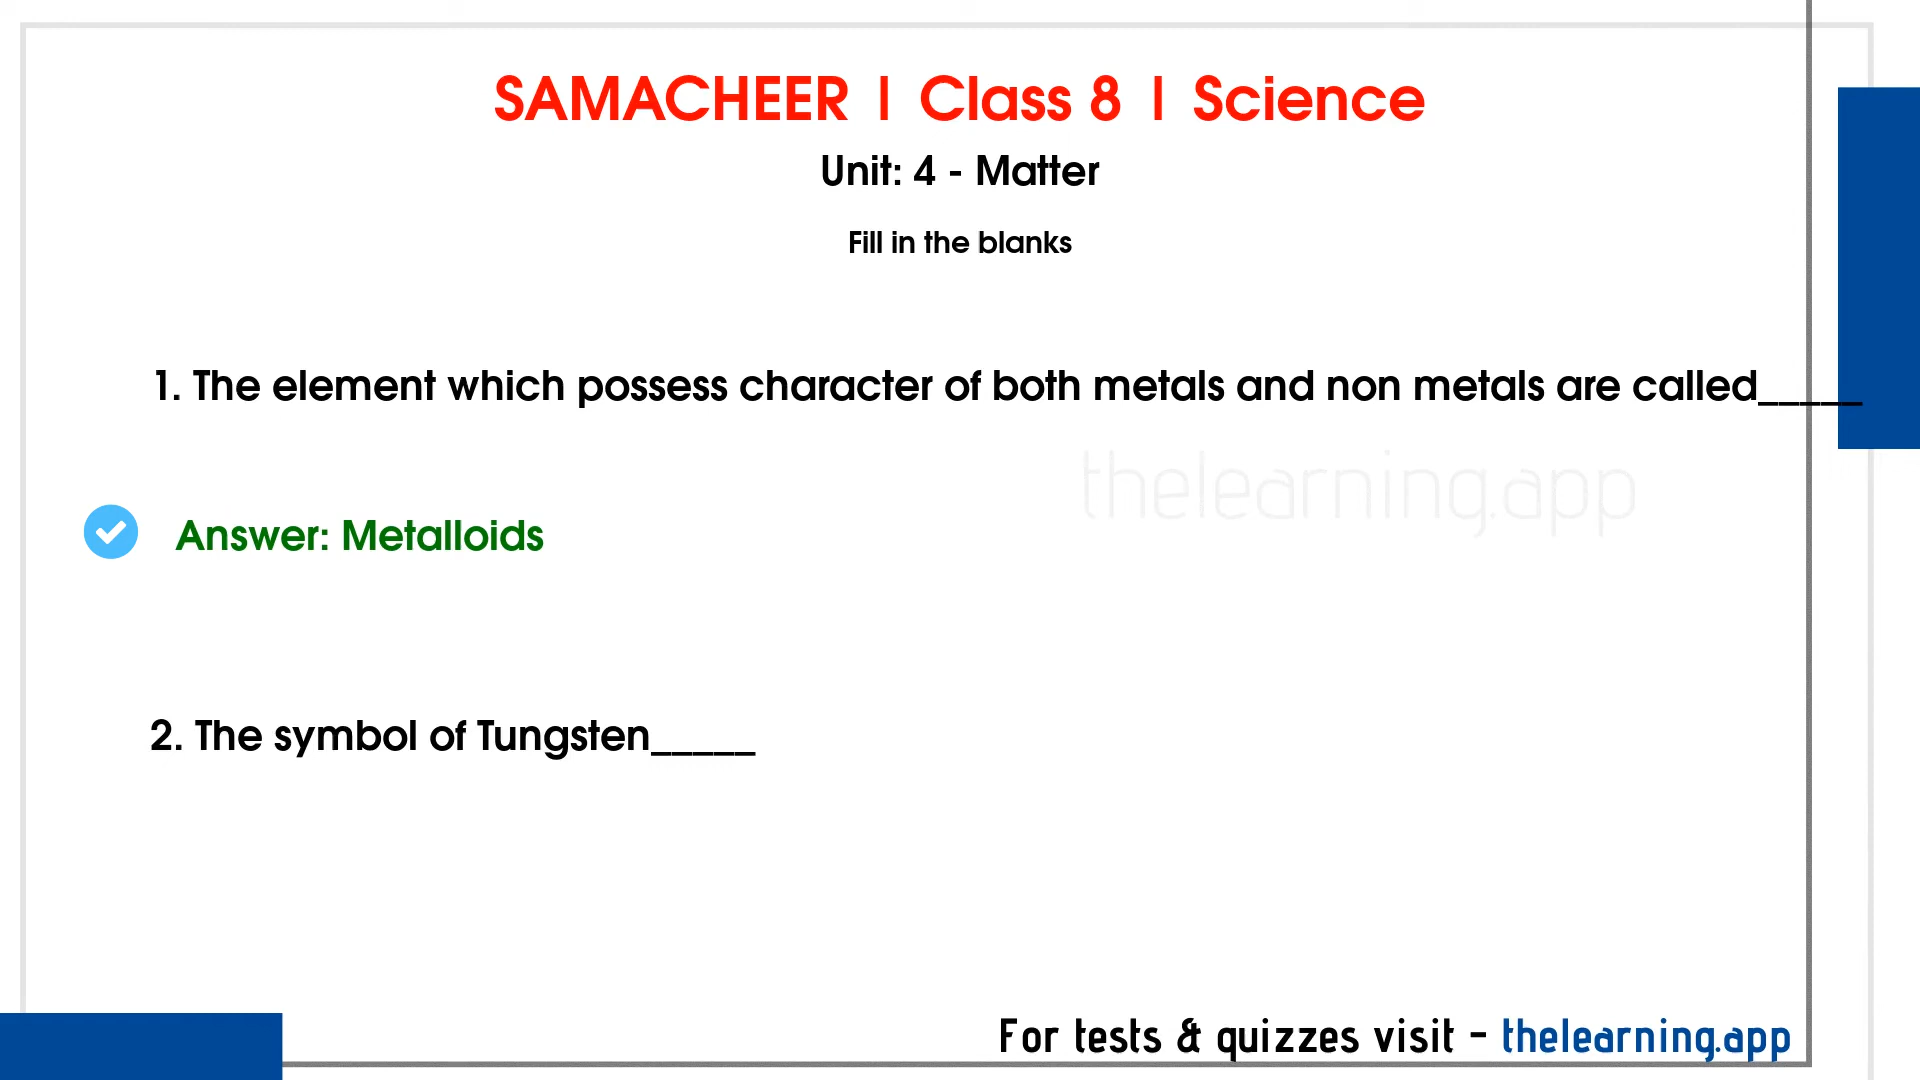 SAMACHEER | Class 8 | Science
Unit: 4 - Matter
Fill in the blanks
1. The element which possess character of both metals and non metals are called_____
thelearning.app
Answer: Metalloids
2. The symbol of Tungsten_____
For tests & quizzes visit - thelearning.app